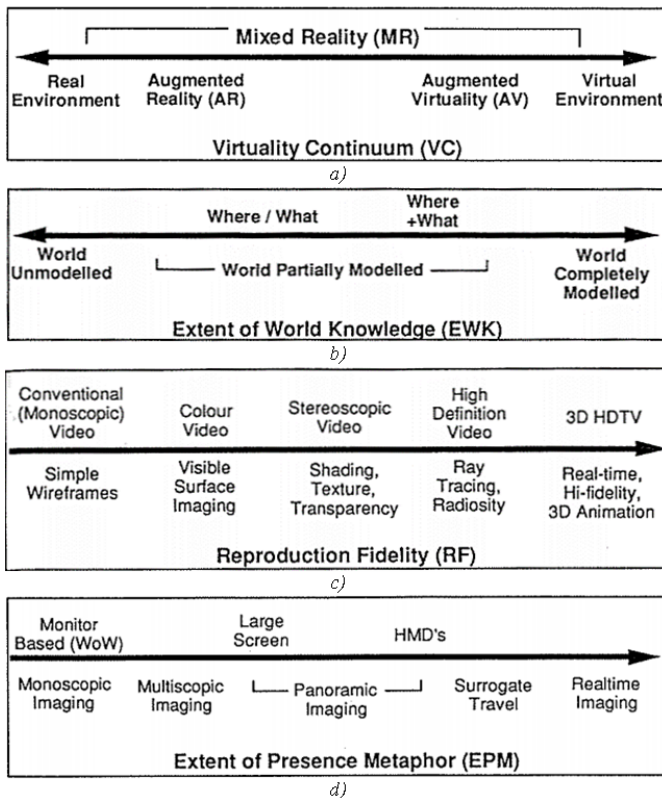 Mixed Reality (MR)
Real Environment
Augmented Reality (AR)
Augmented Virtuality (AV)
Virtual Environment
Virtuality Continuum (VC)
a)
Where / What
Where +What
World Unmodelled
World Partially Modelled
World Completely Modelled
Extent of World Knowledge (EWK)
b)
Conventional (Monoscopic) Video
Colour Video
Stereoscopic Video
High Definition Video
3D HDTV
Simple Wireframes
Visible Surface Imaging
Shading, Texture, Transparency
Ray Tracing, Radiosity
Real-time, Hi-fidelity, 3D Animation
Reproduction Fidelity (RF)
c)
Monitor Based (WoW)
Large Screen
HMD's
Monoscopic Imaging
Multiscopic Imaging
Panoramic Imaging
Surrogate Travel
Realtime Imaging
Extent of Presence Metaphor (EPM)
d)